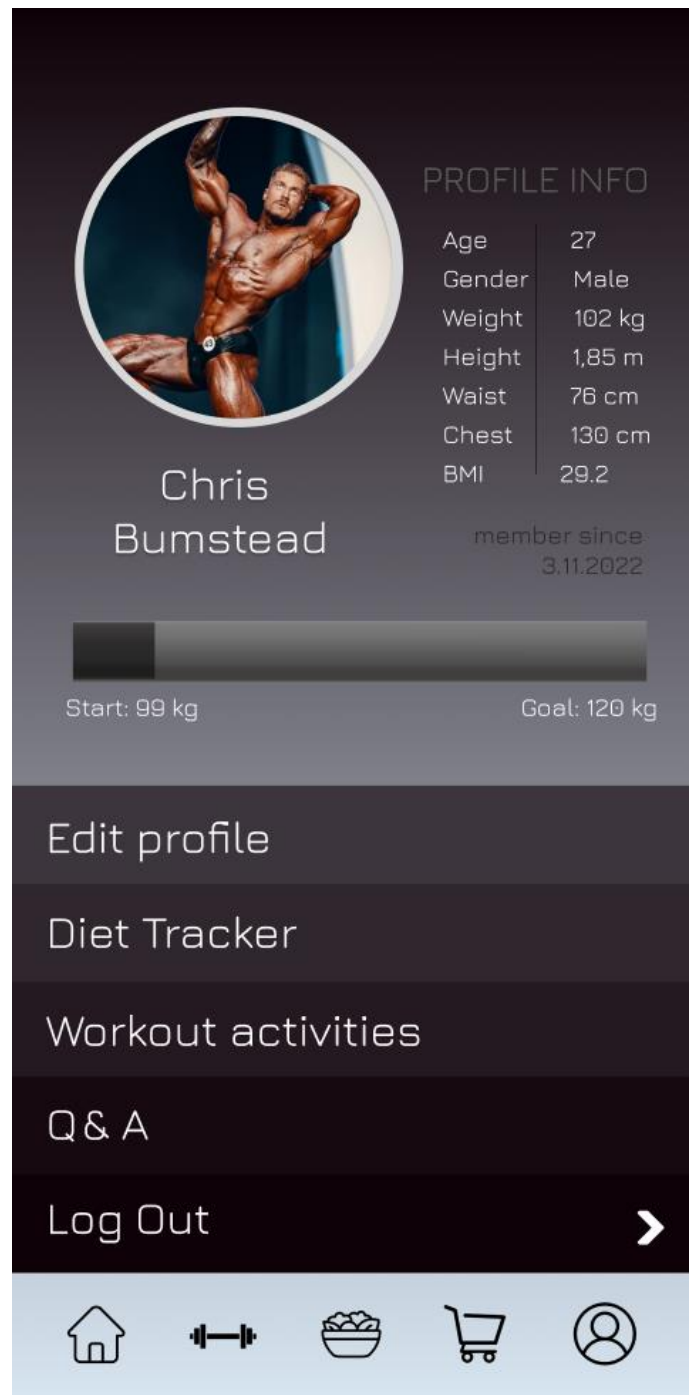 PROFILE INFO
Age 27
Gender Male
Weight 102 kg
Height 1,85 m
Waist 76 cm
Chest 130 cm
BMI 29.2
Chris
Bumstead
member since
3.11.2022
Start: 99 kg
Goal: 120 kg
Edit profile
Diet Tracker
Workout activities
Q & A
Log Out